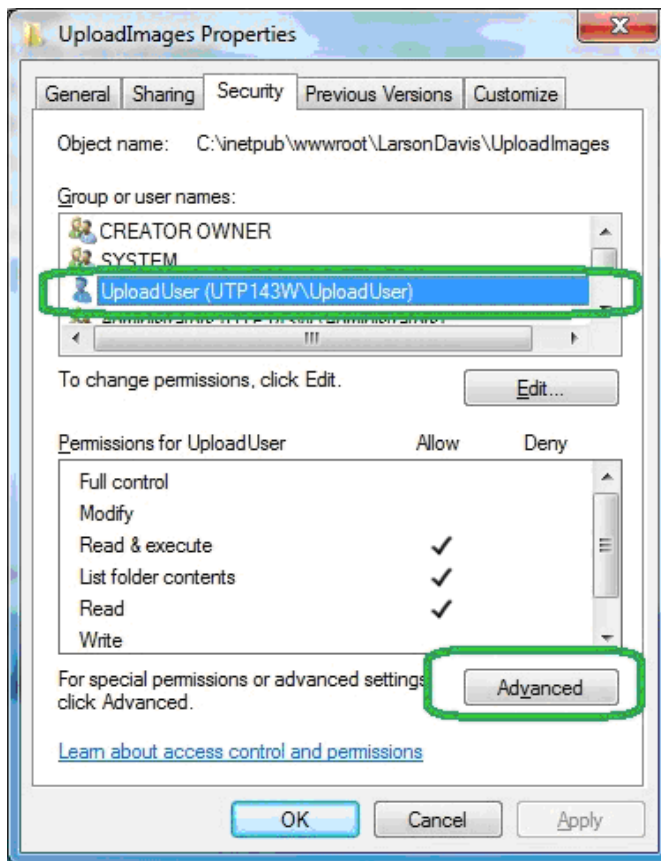 UploadImages Properties
General Sharing Security Previous Versions Customize
Object name: C:\inetpub\wwwroot\LarsonDavis\UploadImages
Group or user names:
CREATOR OWNER
SYSTEM
UploadUser (UTP143W\UploadUser)
To change permissions, click Edit.
Edit...
Permissions for UploadUser Allow Deny
Full control
Modify
Read & execute
List folder contents
Read
Write
For special permissions or advanced settings
click Advanced.
Advanced
Learn about access control and permissions
OK Cancel Apply